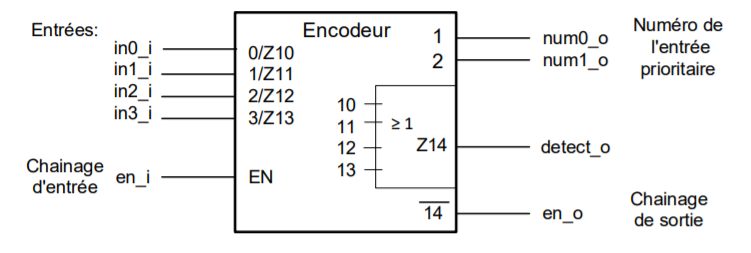 Entrées:
Encodeur
Numéro de
l'entrée
prioritaire
in0_i
in1_i
in2_i
in3_i
0/Z10
1/Z11
2/Z12
3/Z13
1
2
num0_o
num1_o
10
11
12
13
≥ 1
Z14
detect_o
Chainage
d'entrée
en_i
EN
14
en_o
Chainage
de sortie